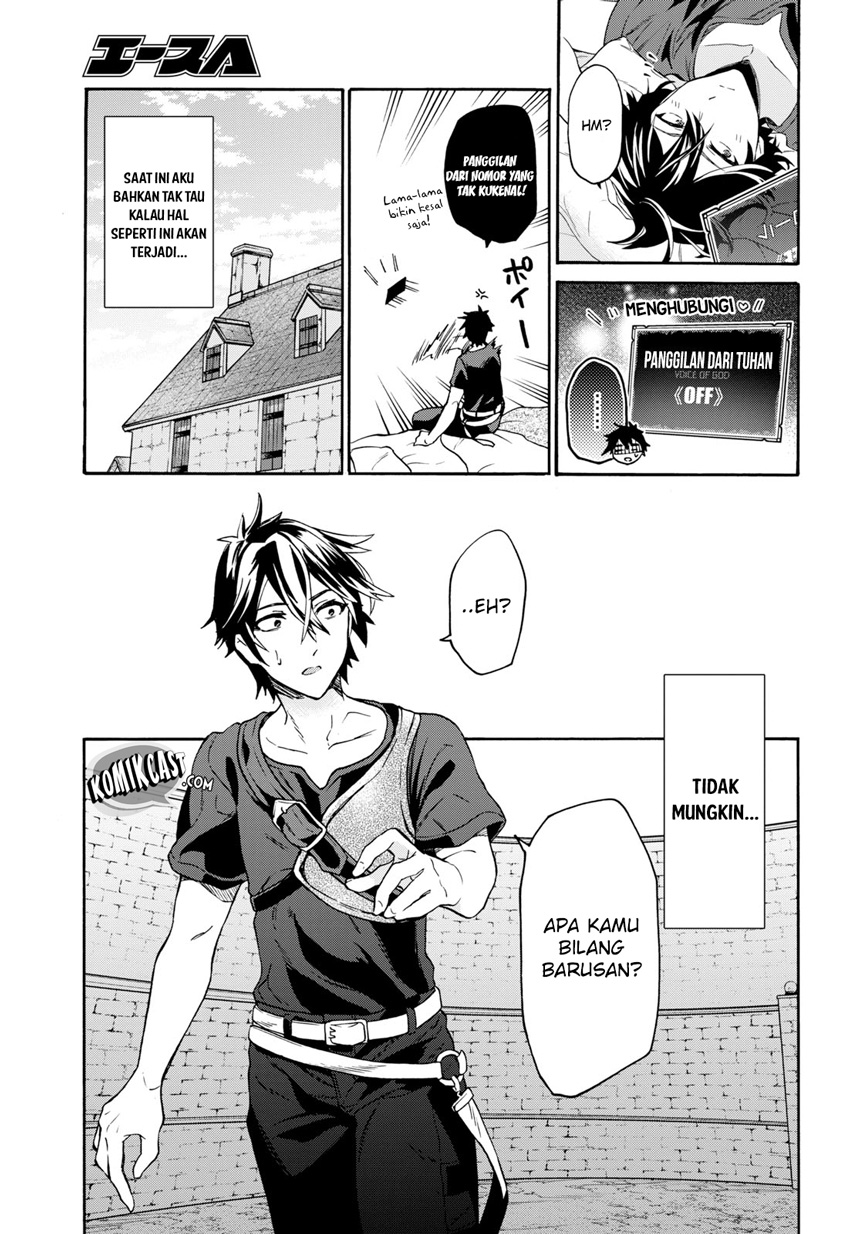 エースA
HM?
MENGHUBUNGI♡
PANGGILAN DARI TUHAN
VOICE OF GOD
《OFF》
PANGGILAN
DARI NOMOR YANG
TAK KUKENAL!
Lama-lama
bikin kesal
saja!
ポイー
SAAT INI AKU
BAHKAN TAK TAU
KALAU HAL
SEPERTI INI AKAN
TERJADI...
..EH?
TIDAK
MUNGKIN...
APA KAMU
BILANG
BARUSAN?
KOMIKCAST
.COM